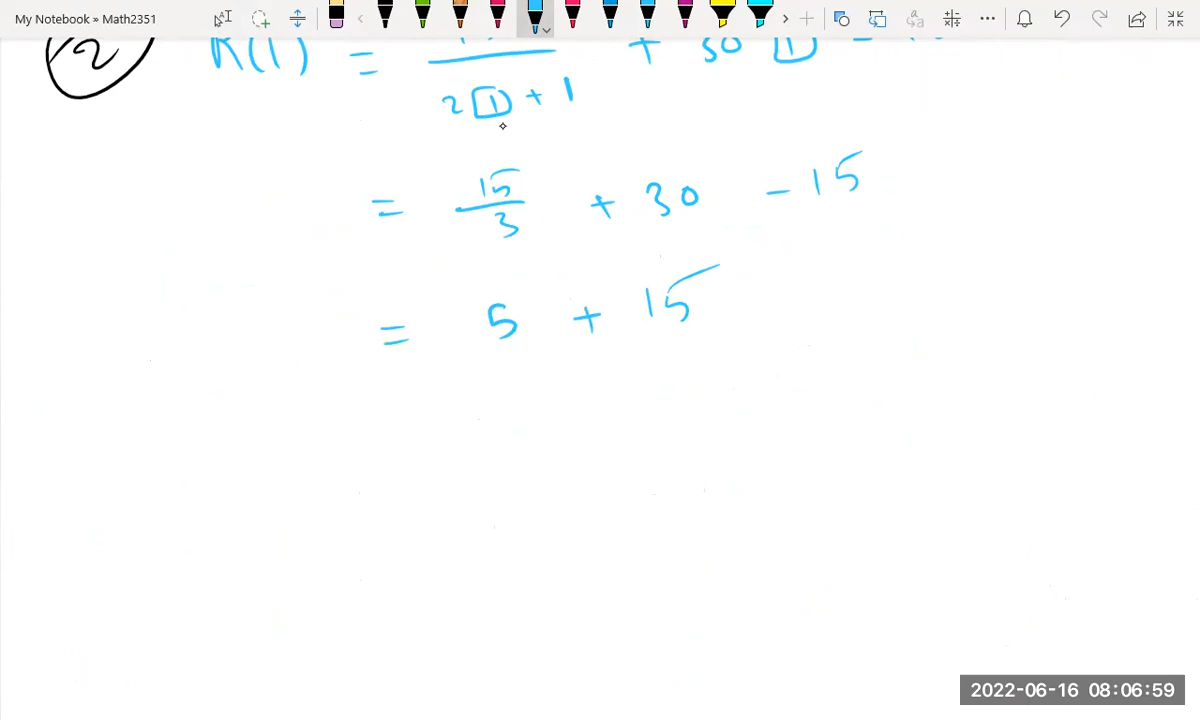 My Notebook » Math2351
2 R(1) = + 30 [1] -
2 [1] + 1
= 15/3 + 30 - 15
= 5 + 15
2022-06-16 08:06:59